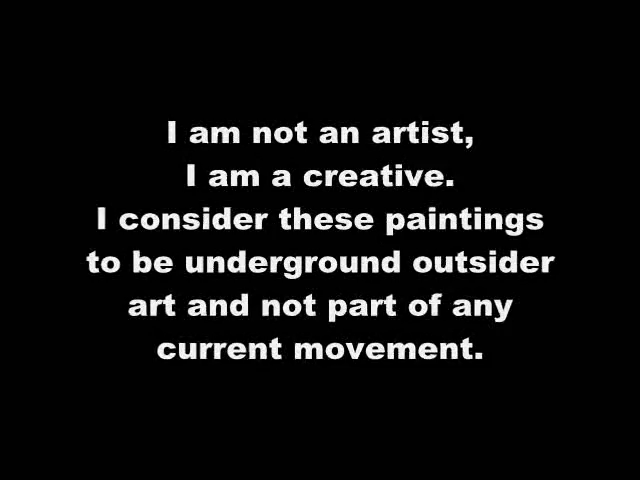 I am not an artist,
I am a creative.
I consider these paintings
to be underground outsider
art and not part of any
current movement.